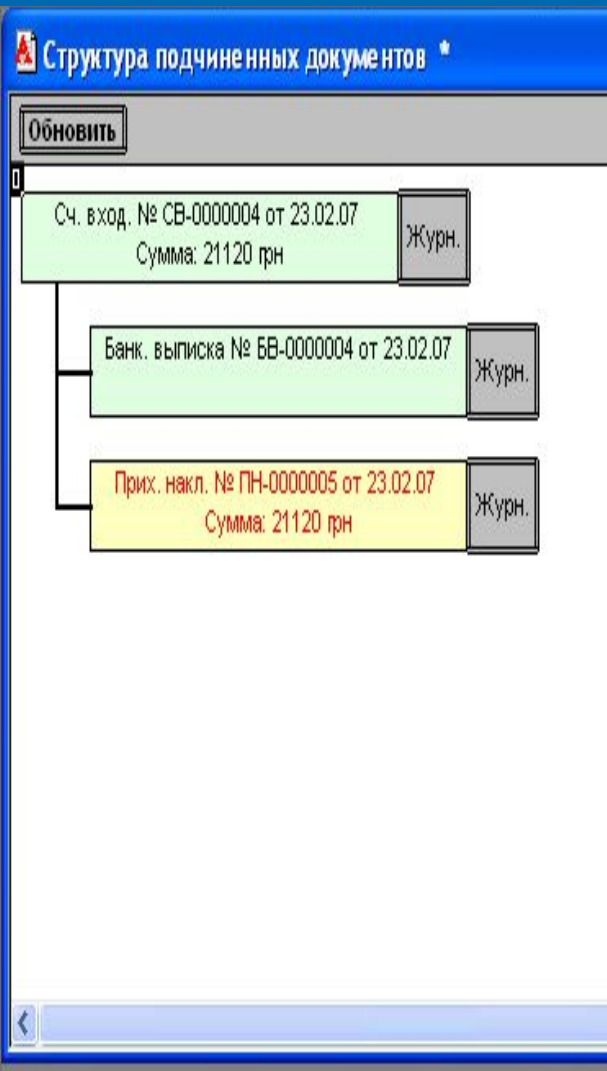 Структура подчиненных документов *
Обновить
Сч. вход. № СВ-0000004 от 23.02.07
Сумма: 21120 грн
Журн.
Банк. выписка № БВ-0000004 от 23.02.07
Журн.
Прих. накл. № ПН-0000005 от 23.02.07
Сумма: 21120 грн
Журн.